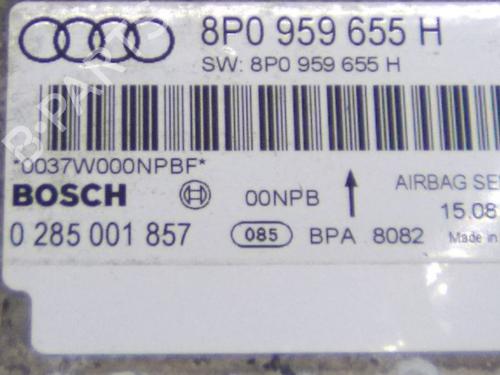 8P0 959 655 H
SW: 8P0 959 655 H
*0037W000NPBF*
BOSCH 00NPB AIRBAG
0 285 001 857 085 BPA 8082 15.08
Made in
B-PARTS